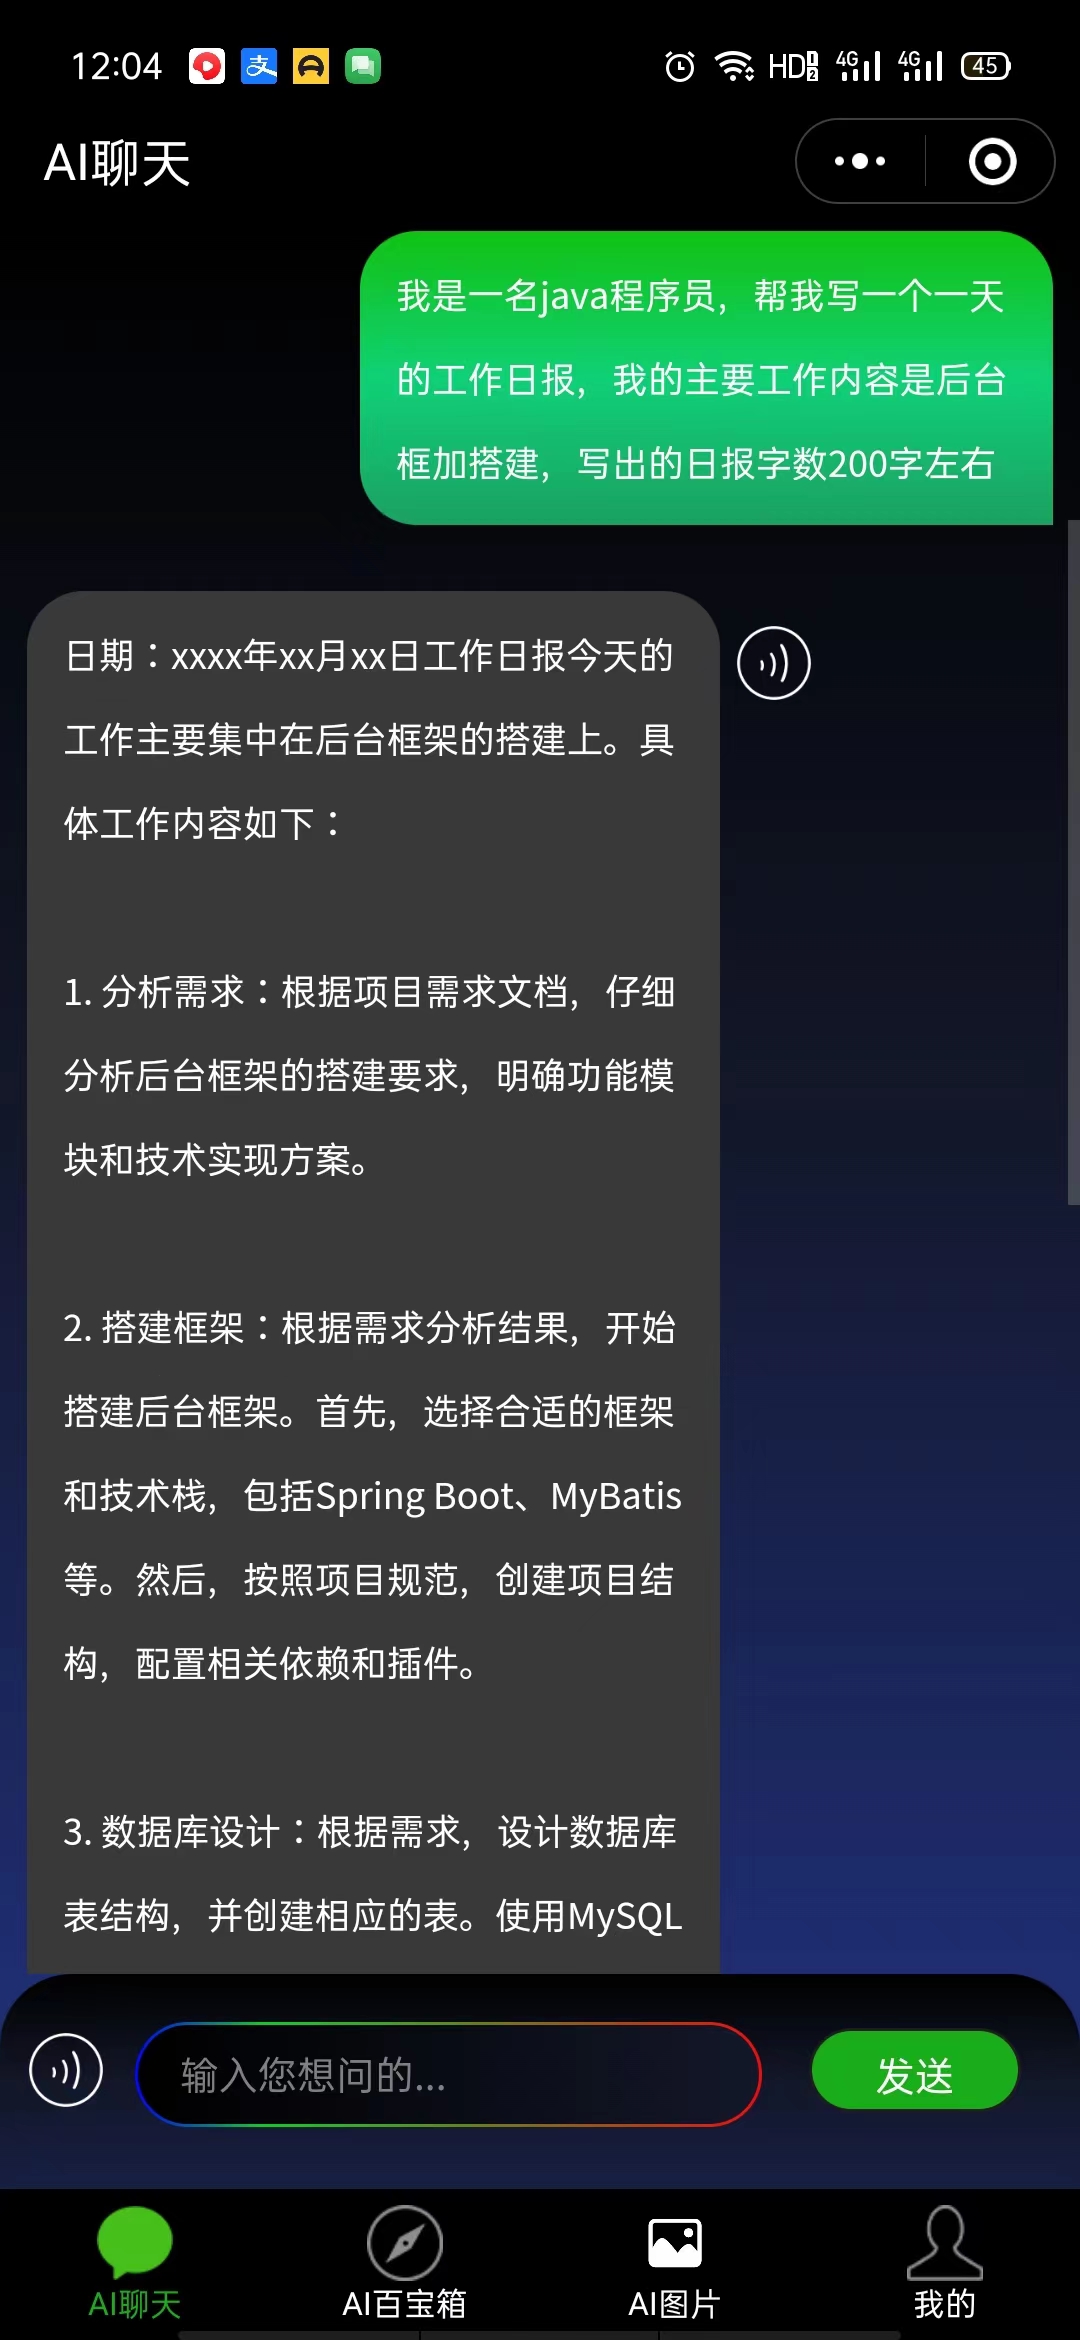 12:04
HD 1 2 4G 4G 45
AI聊天
我是一名java程序员，帮我写一个一天
的工作日报，我的主要工作内容是后台
框加搭建，写出的日报字数200字左右
日期：xxxx年xx月xx日工作日报今天的
工作主要集中在后台框架的搭建上。具
体工作内容如下：
1. 分析需求：根据项目需求文档，仔细
分析后台框架的搭建要求，明确功能模
块和技术实现方案。
2. 搭建框架：根据需求分析结果，开始
搭建后台框架。首先，选择合适的框架
和技术栈，包括Spring Boot、MyBatis
等。然后，按照项目规范，创建项目结
构，配置相关依赖和插件。
3. 数据库设计：根据需求，设计数据库
表结构，并创建相应的表。使用MySQL
输入您想问的...
发送
AI聊天
AI百宝箱
AI图片
我的